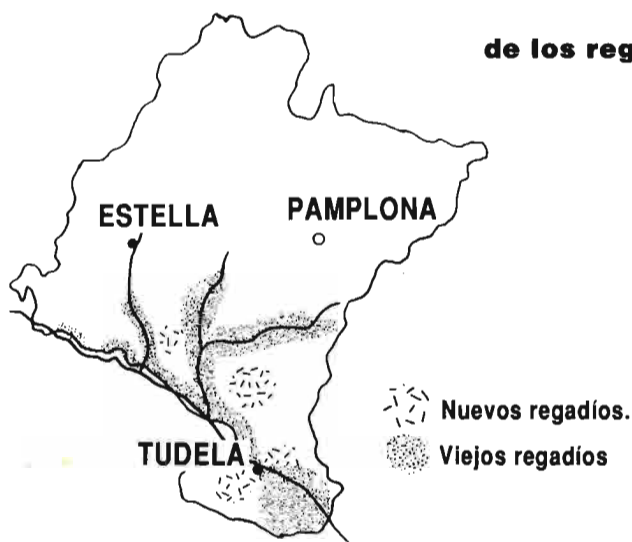 de los reg
ESTELLA
PAMPLONA
TUDELA
Nuevos regadíos.
Viejos regadíos